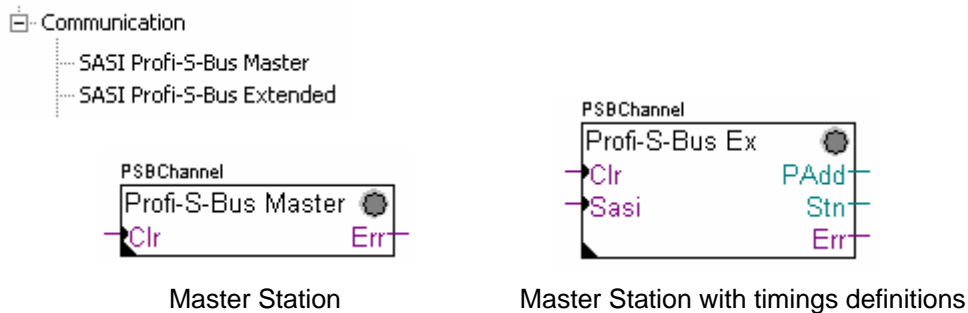 Communication
SASI Profi-S-Bus Master
SASI Profi-S-Bus Extended
PSBChannel
Profi-S-Bus Master
Clr Err
Master Station
PSBChannel
Profi-S-Bus Ex
Clr PAdd
Sasi Stn
Err
Master Station with timings definitions